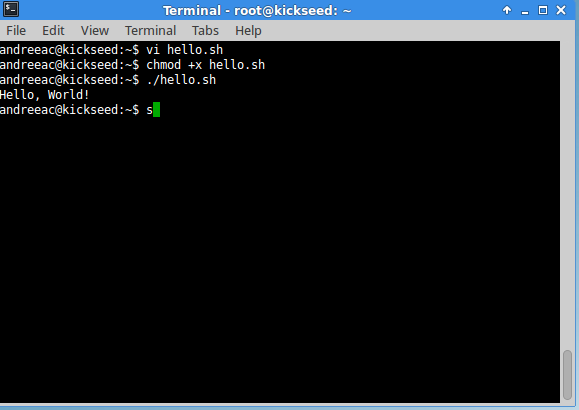 Terminal - root@kickseed: ~
File Edit View Terminal Tabs Help
andreeac@kickseed:~$ vi hello.sh
andreeac@kickseed:~$ chmod +x hello.sh
andreeac@kickseed:~$ ./hello.sh
Hello, World!
andreeac@kickseed:~$ s